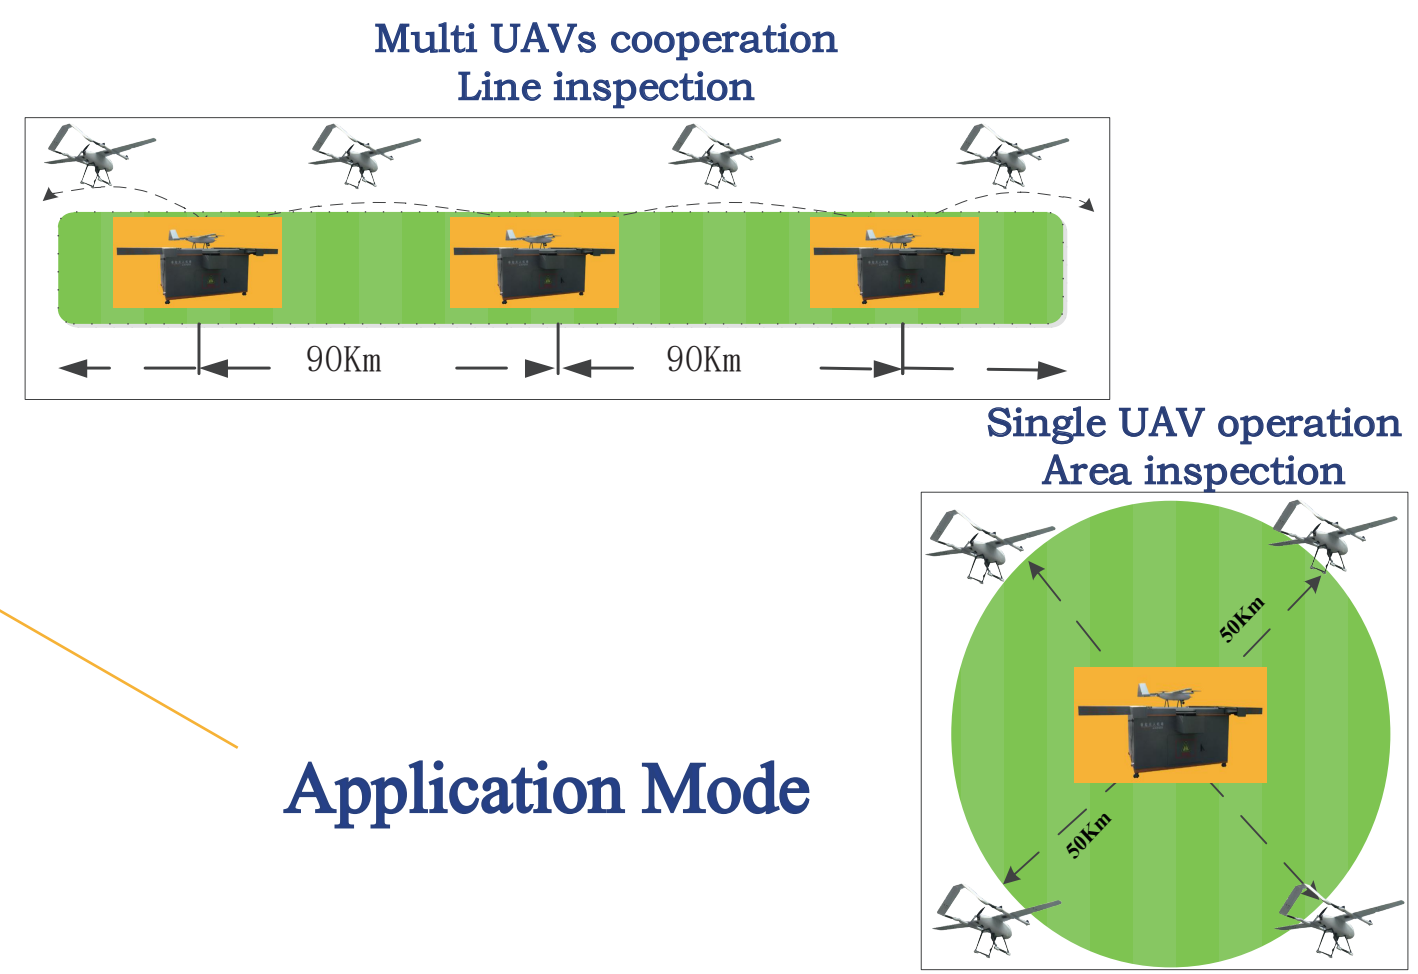 Multi UAVs cooperation
Line inspection
90Km
90Km
Single UAV operation
Area inspection
50Km
50Km
Application Mode